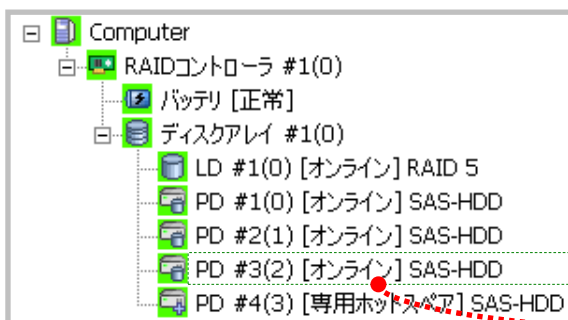 Computer
RAIDコントローラ #1(0)
バッテリ [正常]
ディスクアレイ #1(0)
LD #1(0) [オンライン] RAID 5
PD #1(0) [オンライン] SAS-HDD
PD #2(1) [オンライン] SAS-HDD
PD #3(2) [オンライン] SAS-HDD
PD #4(3) [専用ホットスペア] SAS-HDD